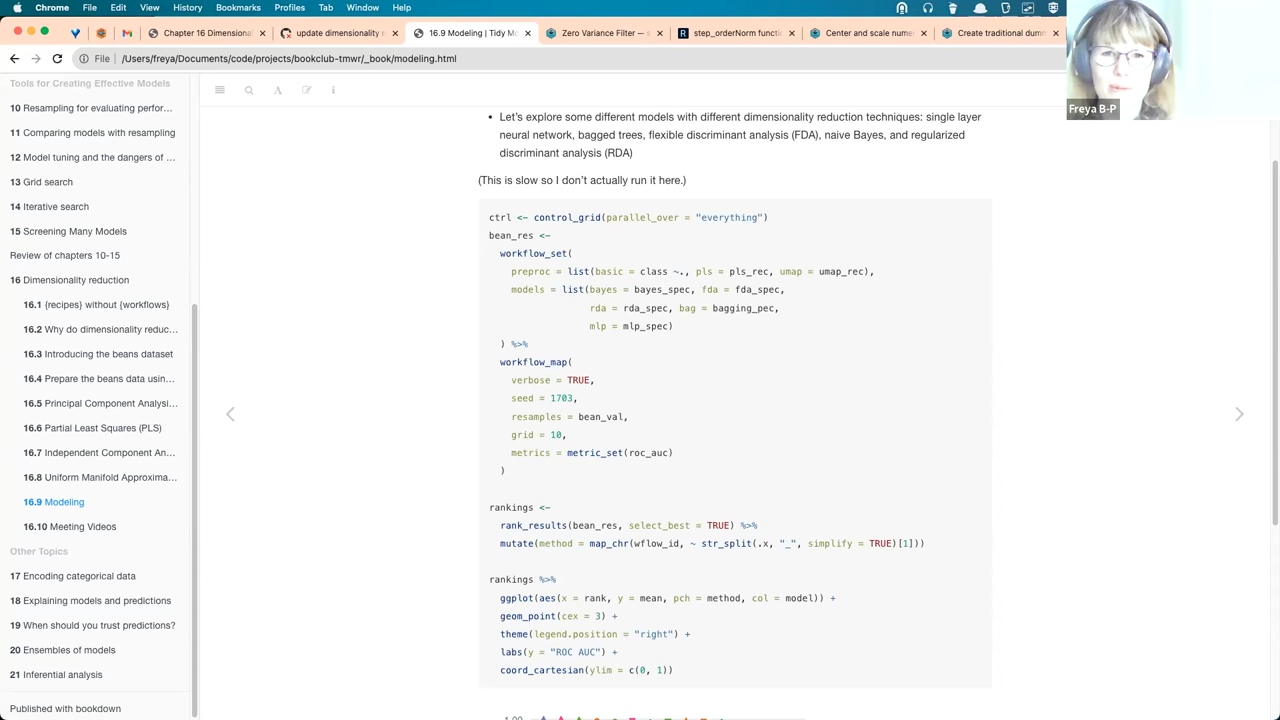 Chrome File Edit View History Bookmarks Profiles Tab Window Help
Chapter 16 Dimensional
update dimensionality r
16.9 Modeling | Tidy Mo
Zero Variance Filter — s
step_orderNorm functio
Center and scale nume
Create traditional dumm
File /Users/freya/Documents/code/projects/bookclub-tmwr/_book/modeling.html
Freya B-P
Tools for Creating Effective Models
10 Resampling for evaluating perfor...
11 Comparing models with resampling
12 Model tuning and the dangers of ...
13 Grid search
14 Iterative search
15 Screening Many Models
Review of chapters 10-15
16 Dimensionality reduction
16.1 {recipes} without {workflows}
16.2 Why do dimensionality reduc...
16.3 Introducing the beans dataset
16.4 Prepare the beans data usin...
16.5 Principal Component Analysi...
16.6 Partial Least Squares (PLS)
16.7 Independent Component An...
16.8 Uniform Manifold Approxima...
16.9 Modeling
16.10 Meeting Videos
Other Topics
17 Encoding categorical data
18 Explaining models and predictions
19 When should you trust predictions?
20 Ensembles of models
21 Inferential analysis
Published with bookdown
• Let's explore some different models with different dimensionality reduction techniques: single layer
neural network, bagged trees, flexible discriminant analysis (FDA), naive Bayes, and regularized
discriminant analysis (RDA)
(This is slow so I don't actually run it here.)
ctrl <- control_grid(parallel_over = "everything")
bean_res <-
workflow_set(
preproc = list(basic = class ~., pls = pls_rec, umap = umap_rec),
models = list(bayes = bayes_spec, fda = fda_spec,
rda = rda_spec, bag = bagging_pec,
mlp = mlp_spec)
) %>%
workflow_map(
verbose = TRUE,
seed = 1703,
resamples = bean_val,
grid = 10,
metrics = metric_set(roc_auc)
)
rankings <-
rank_results(bean_res, select_best = TRUE) %>%
mutate(method = map_chr(wflow_id, ~ str_split(.x, "_", simplify = TRUE)[1]))
rankings %>%
ggplot(aes(x = rank, y = mean, pch = method, col = model)) +
geom_point(cex = 3) +
theme(legend.position = "right") +
labs(y = "ROC AUC") +
coord_cartesian(ylim = c(0, 1))
1.00